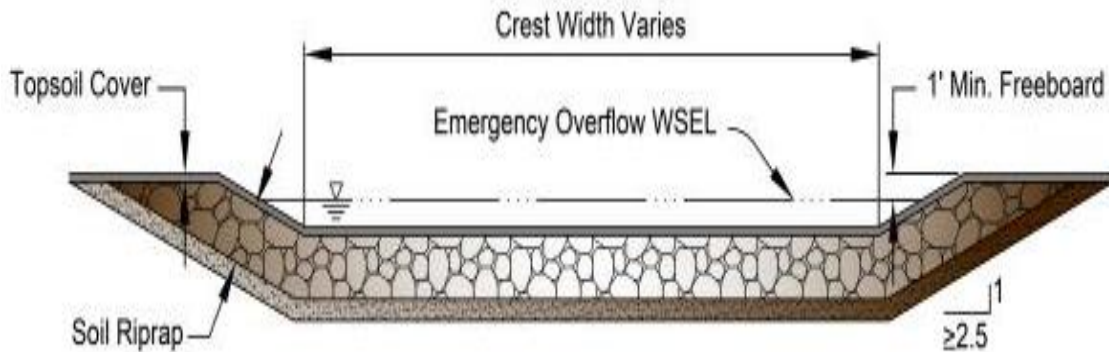 Crest Width Varies
Topsoil Cover
1' Min. Freeboard
Emergency Overflow WSEL
Soil Riprap
1
≥2.5